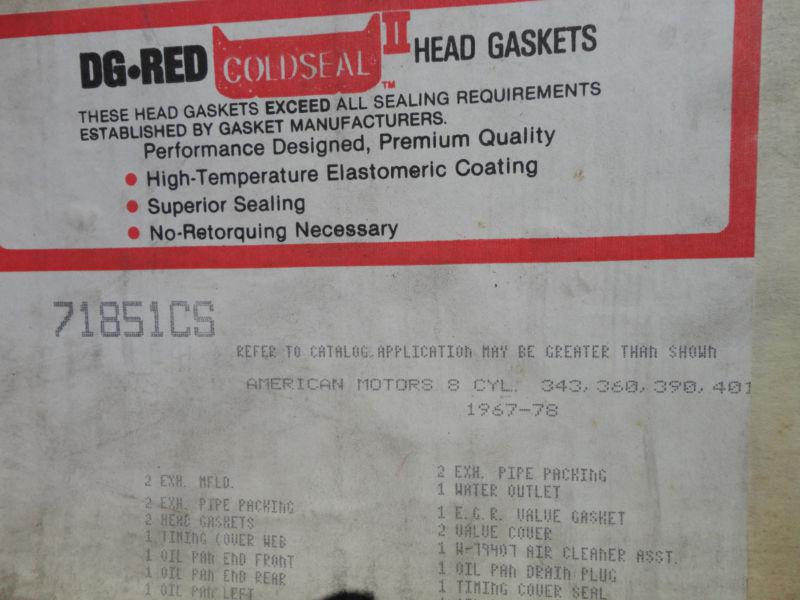 DG•RED COLDSEAL II HEAD GASKETS
TM
THESE HEAD GASKETS EXCEED ALL SEALING REQUIREMENTS
ESTABLISHED BY GASKET MANUFACTURERS.
Performance Designed, Premium Quality
• High-Temperature Elastomeric Coating
• Superior Sealing
• No-Retorquing Necessary
71851CS
REFER TO CATALOG.APPLICATION MAY BE GREATER THAN SHOWN
AMERICAN MOTORS 8 CYL. 343,360,390,401
1967-78
2 EXH. MFLD.
2 EXH. PIPE PACKING
2 HEAD GASKETS
1 TIMING COVER WEB
1 OIL PAN END FRONT
1 OIL PAN END REAR
1 OIL PAN LEFT
2 EXH. PIPE PACKING
1 WATER OUTLET
1 E.G.R. VALVE GASKET
2 VALVE COVER
1 W-79407 AIR CLEANER ASST.
1 OIL PAN DRAIN PLUG
1 TIMING COVER SEAL